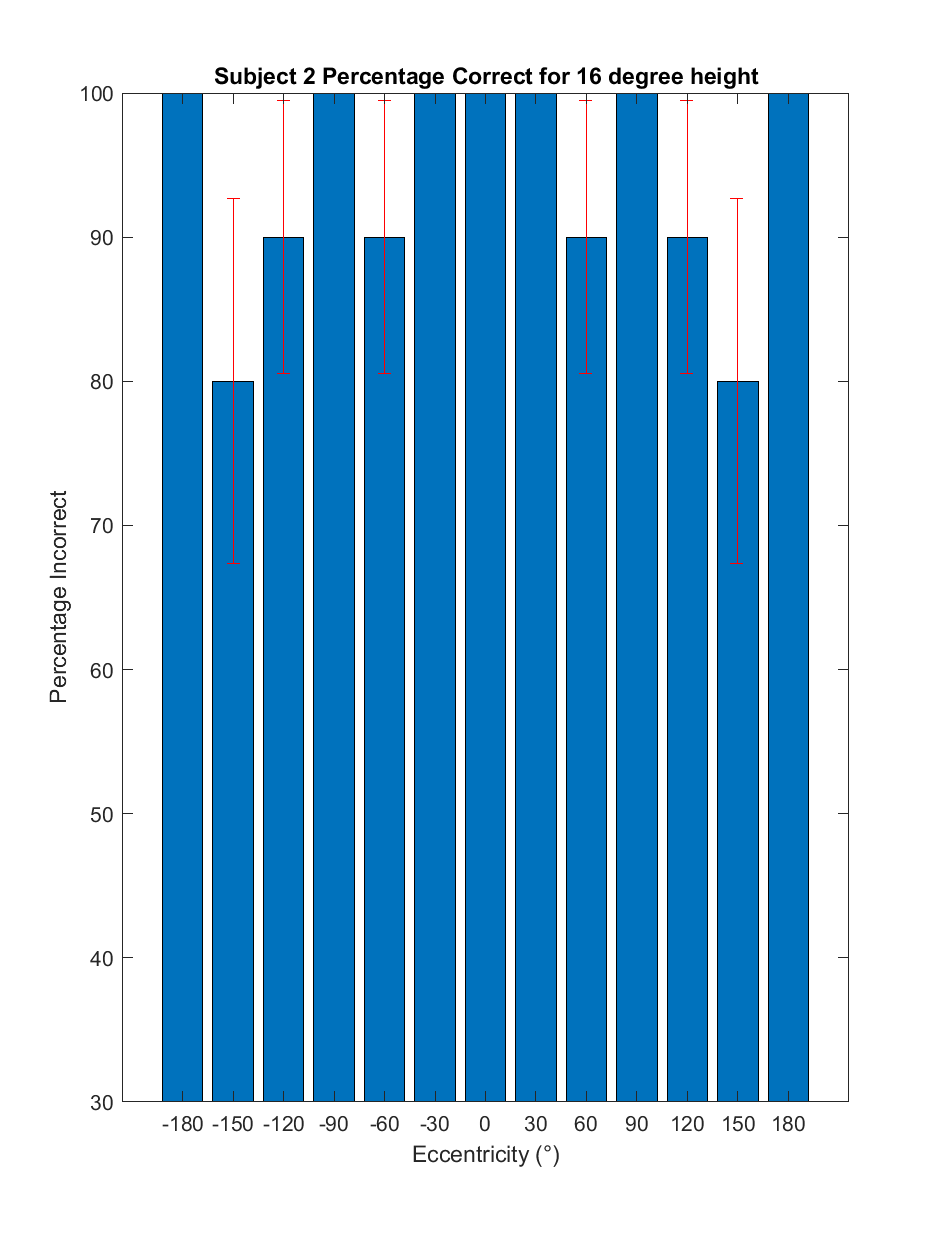 Subject 2 Percentage Correct for 16 degree height
100
90
80
70
60
50
40
30
Percentage Incorrect
-180 -150 -120 -90 -60 -30 0 30 60 90 120 150 180
Eccentricity (°)